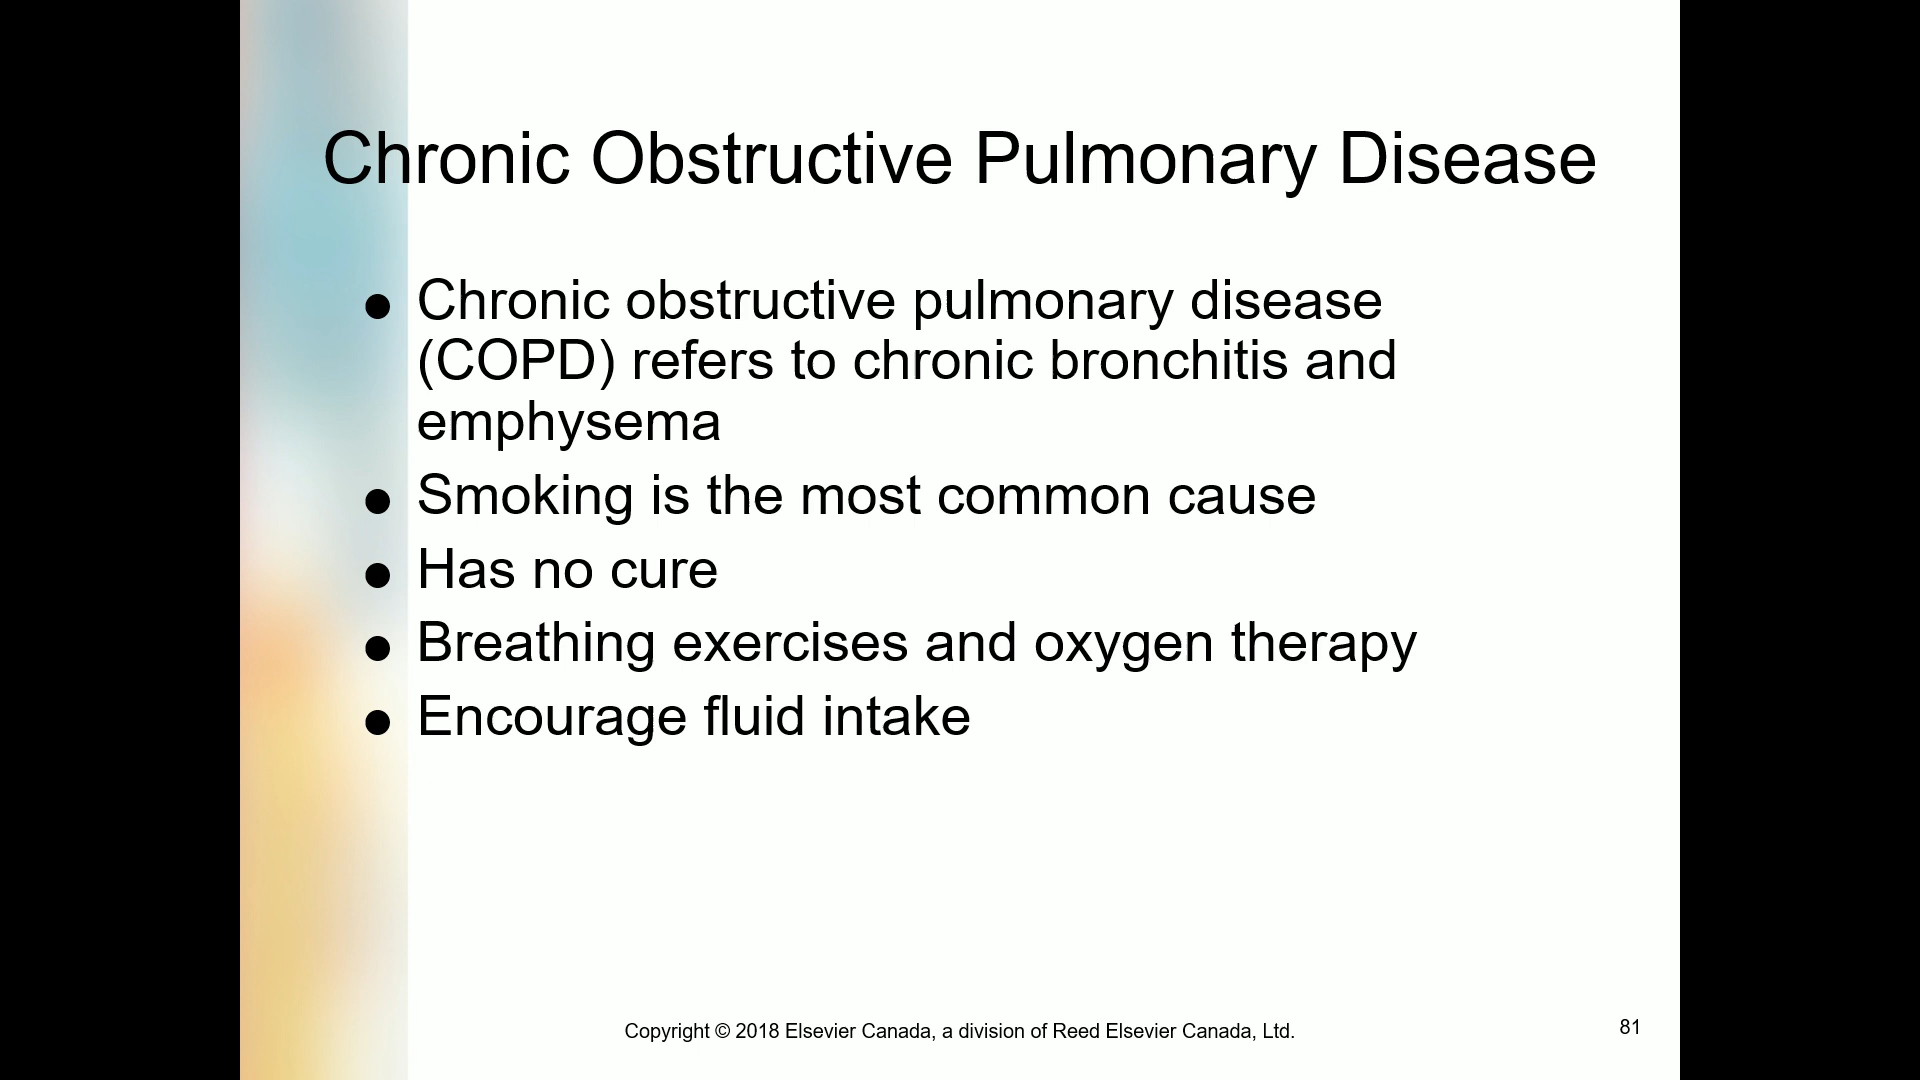 Chronic Obstructive Pulmonary Disease
● Chronic obstructive pulmonary disease
(COPD) refers to chronic bronchitis and
emphysema
● Smoking is the most common cause
● Has no cure
● Breathing exercises and oxygen therapy
● Encourage fluid intake
Copyright © 2018 Elsevier Canada, a division of Reed Elsevier Canada, Ltd.
81